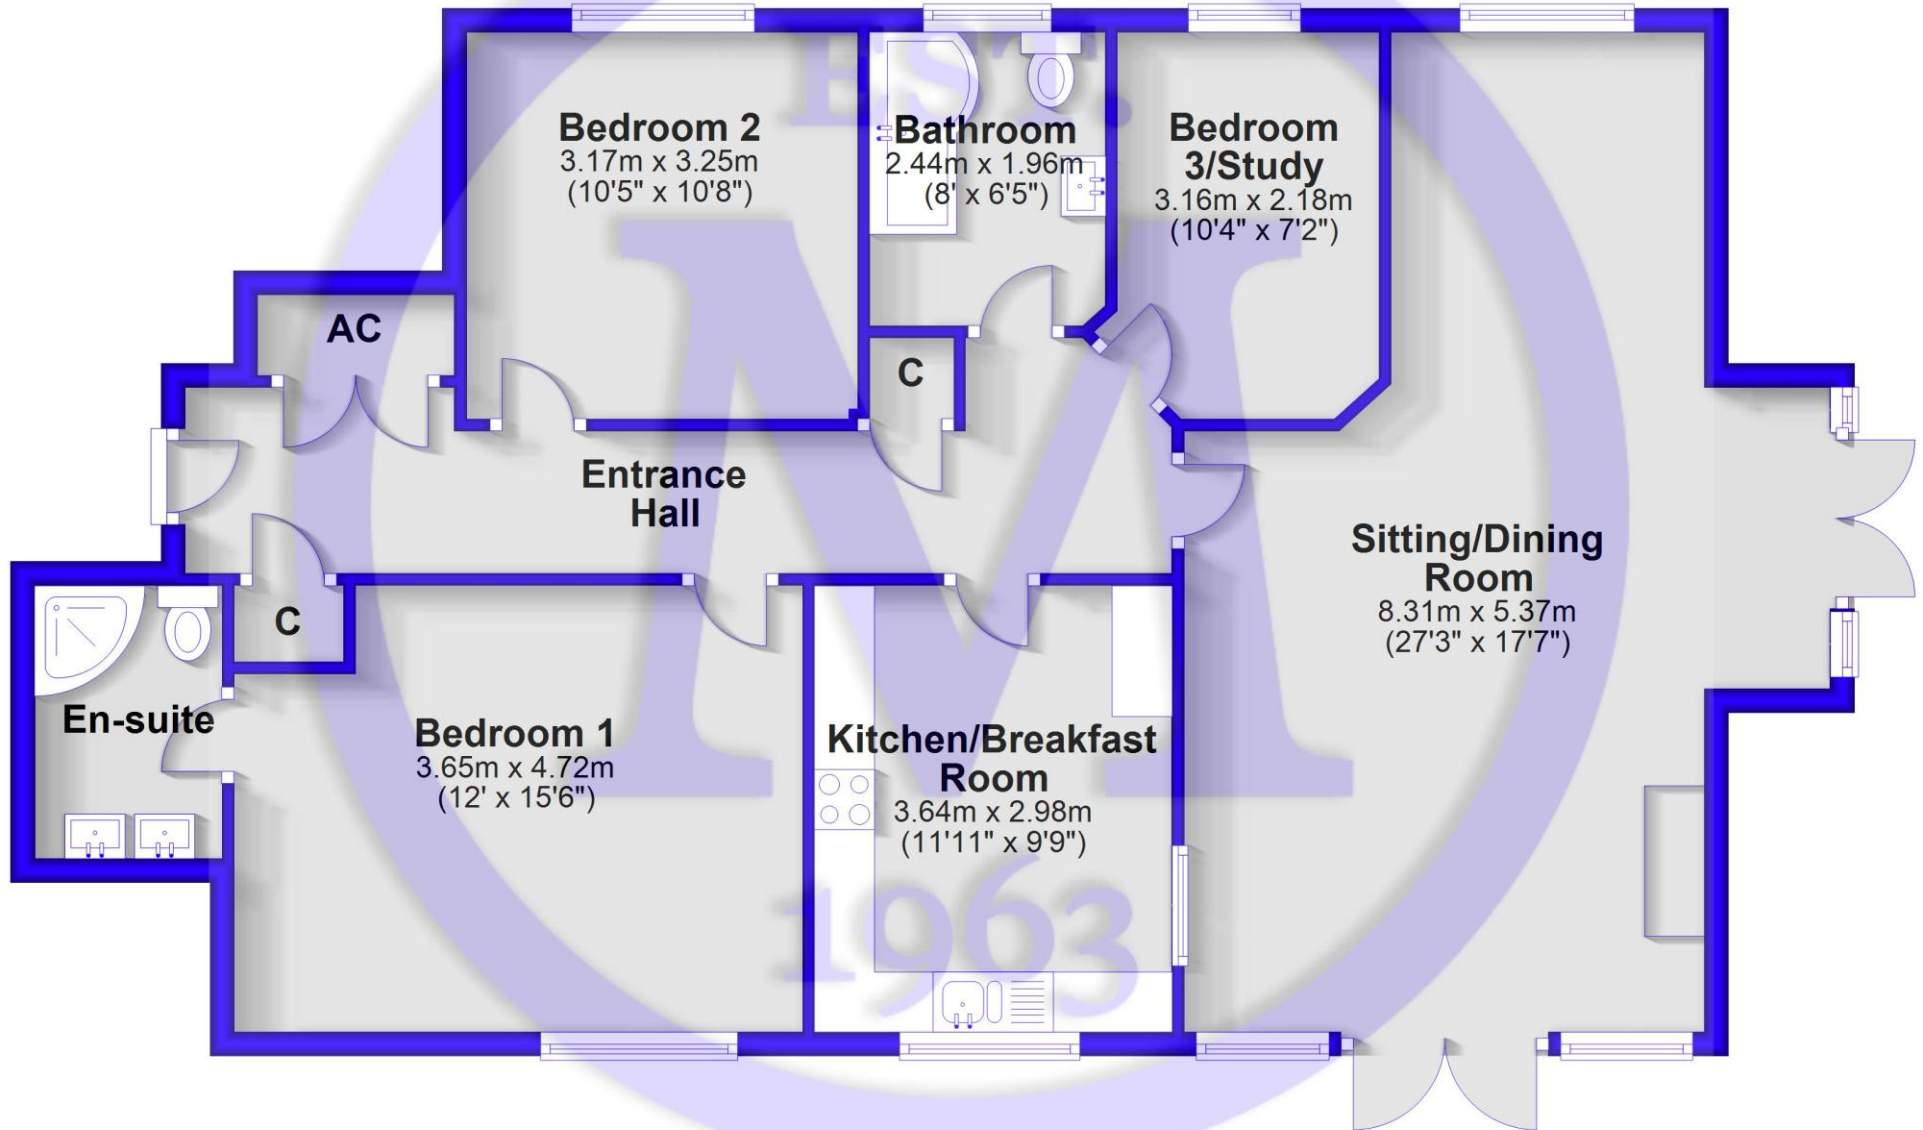 EST.
Bedroom 2
3.17m x 3.25m
(10'5" x 10'8")
Bathroom
2.44m x 1.96m
(8' x 6'5")
Bedroom
3/Study
3.16m x 2.18m
(10'4" x 7'2")
AC
C
Entrance
Hall
Sitting/Dining
Room
8.31m x 5.37m
(27'3" x 17'7")
C
En-suite
Bedroom 1
3.65m x 4.72m
(12' x 15'6")
Kitchen/Breakfast
Room
3.64m x 2.98m
(11'11" x 9'9")
M
1963